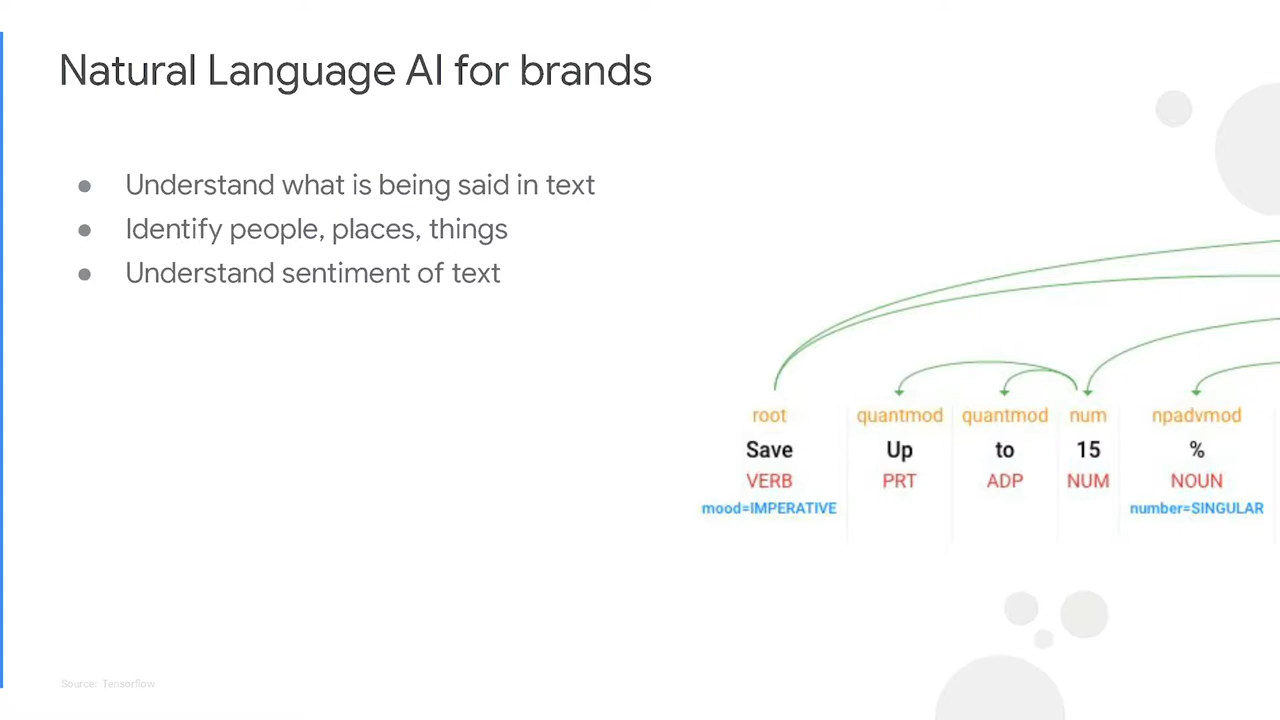 Natural Language AI for brands
● Understand what is being said in text
● Identify people, places, things
● Understand sentiment of text
root quantmod quantmod num npadvmod
Save Up to 15 %
VERB PRT ADP NUM NOUN
mood=IMPERATIVE number=SINGULAR
Source: Tensorflow